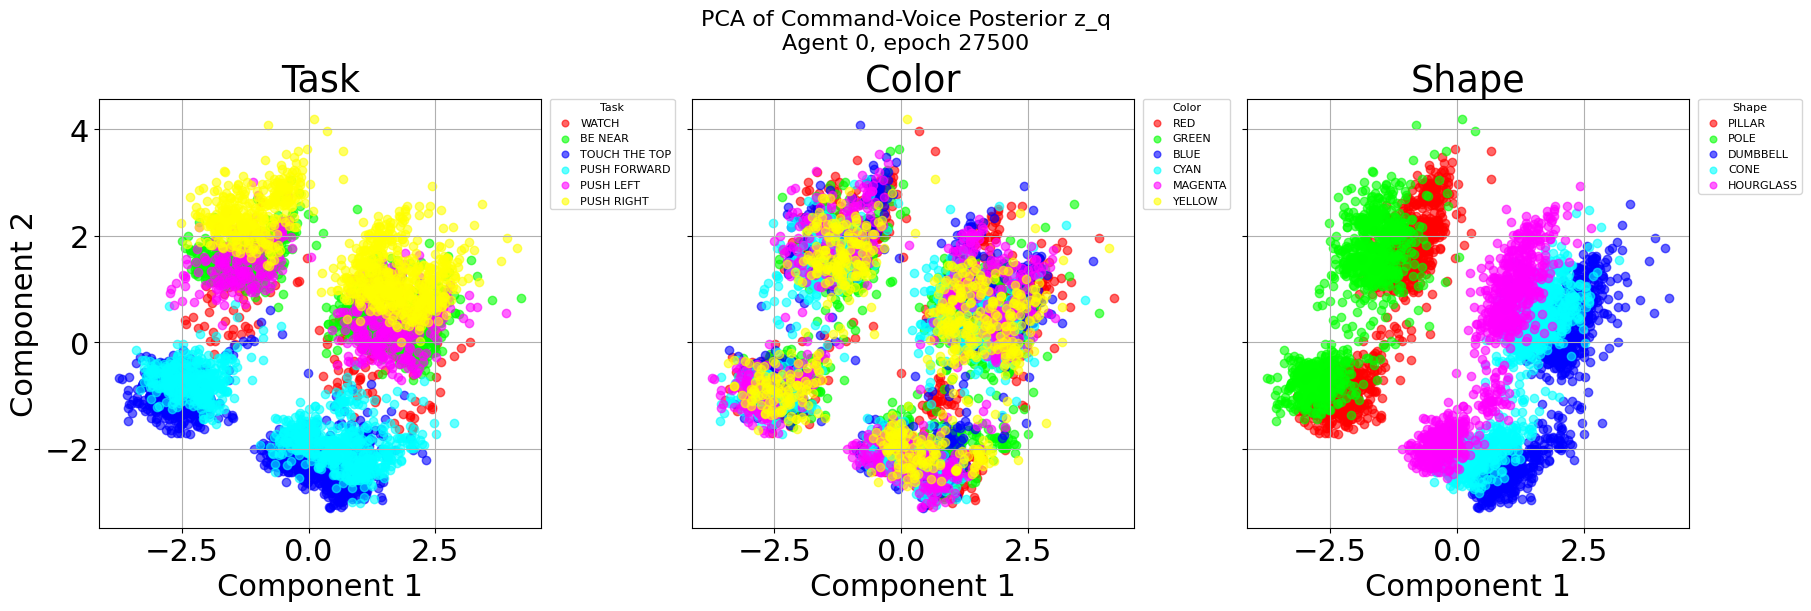 PCA of Command-Voice Posterior z_q
Agent 0, epoch 27500
Task
Color
Shape
Task
WATCH
BE NEAR
TOUCH THE TOP
PUSH FORWARD
PUSH LEFT
PUSH RIGHT
Color
RED
GREEN
BLUE
CYAN
MAGENTA
YELLOW
Shape
PILLAR
POLE
DUMBBELL
CONE
HOURGLASS
Component 2
4
2
0
−2
−2.5 0.0 2.5
−2.5 0.0 2.5
−2.5 0.0 2.5
Component 1
Component 1
Component 1